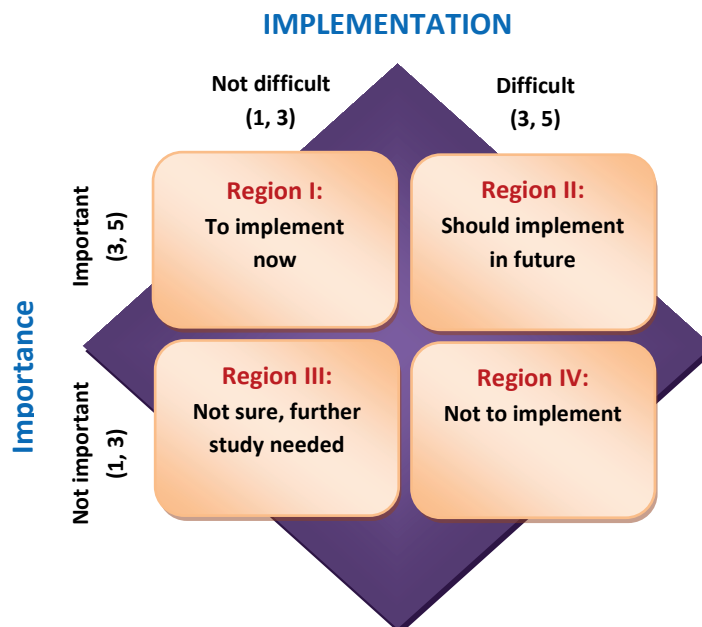 IMPLEMENTATION
Not difficult
(1, 3)
Difficult
(3, 5)
Importance
Important
(3, 5)
Region I:
To implement
now
Region II:
Should implement
in future
Not important
(1, 3)
Region III:
Not sure, further
study needed
Region IV:
Not to implement